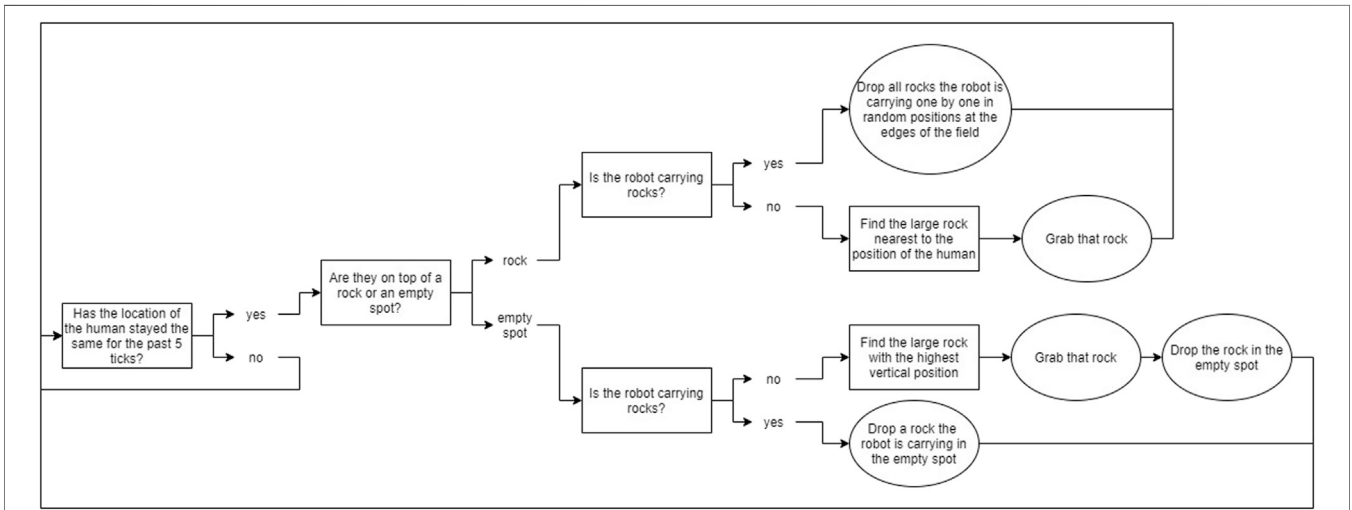 Has the location of
the human stayed the
same for the past 5
ticks?
yes
no
Are they on top of a
rock or an empty
spot?
rock
empty
spot
Is the robot carrying
rocks?
yes
no
Drop all rocks the robot is
carrying one by one in
random positions at the
edges of the field
Find the large rock
nearest to the
position of the human
Grab that rock
Is the robot carrying
rocks?
no
yes
Find the large rock
with the highest
vertical position
Grab that rock
Drop the rock in the
empty spot
Drop a rock the
robot is carrying in
the empty spot